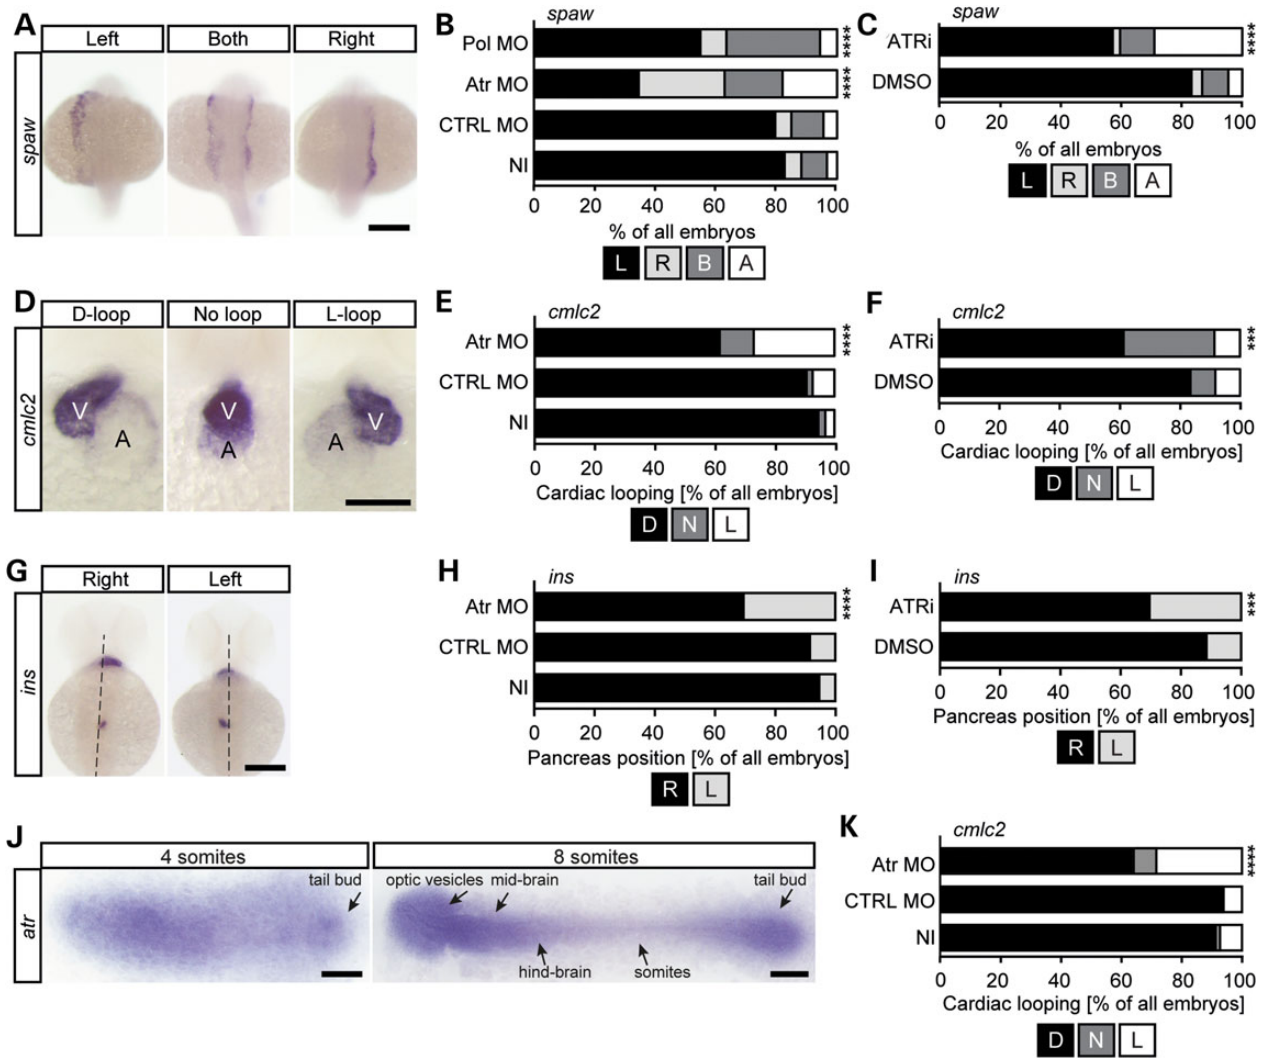 A
Left Both Right
spaw
B
spaw
Pol MO
****
Atr MO
****
CTRL MO
NI
0 20 40 60 80 100
% of all embryos
L R B A
C
spaw
ATRi
****
DMSO
0 20 40 60 80 100
% of all embryos
L R B A
D
D-loop No loop L-loop
cmlc2
V A V A A V
E
cmlc2
Atr MO
****
CTRL MO
NI
0 20 40 60 80 100
Cardiac looping [% of all embryos]
D N L
F
cmlc2
ATRi
***
DMSO
0 20 40 60 80 100
Cardiac looping [% of all embryos]
D N L
G
Right Left
ins
H
ins
Atr MO
****
CTRL MO
NI
0 20 40 60 80 100
Pancreas position [% of all embryos]
R L
I
ins
ATRi
***
DMSO
0 20 40 60 80 100
Pancreas position [% of all embryos]
R L
J
4 somites 8 somites
atr
tail bud
optic vesicles mid-brain tail bud
hind-brain somites
K
cmlc2
Atr MO
****
CTRL MO
NI
0 20 40 60 80 100
Cardiac looping [% of all embryos]
D N L